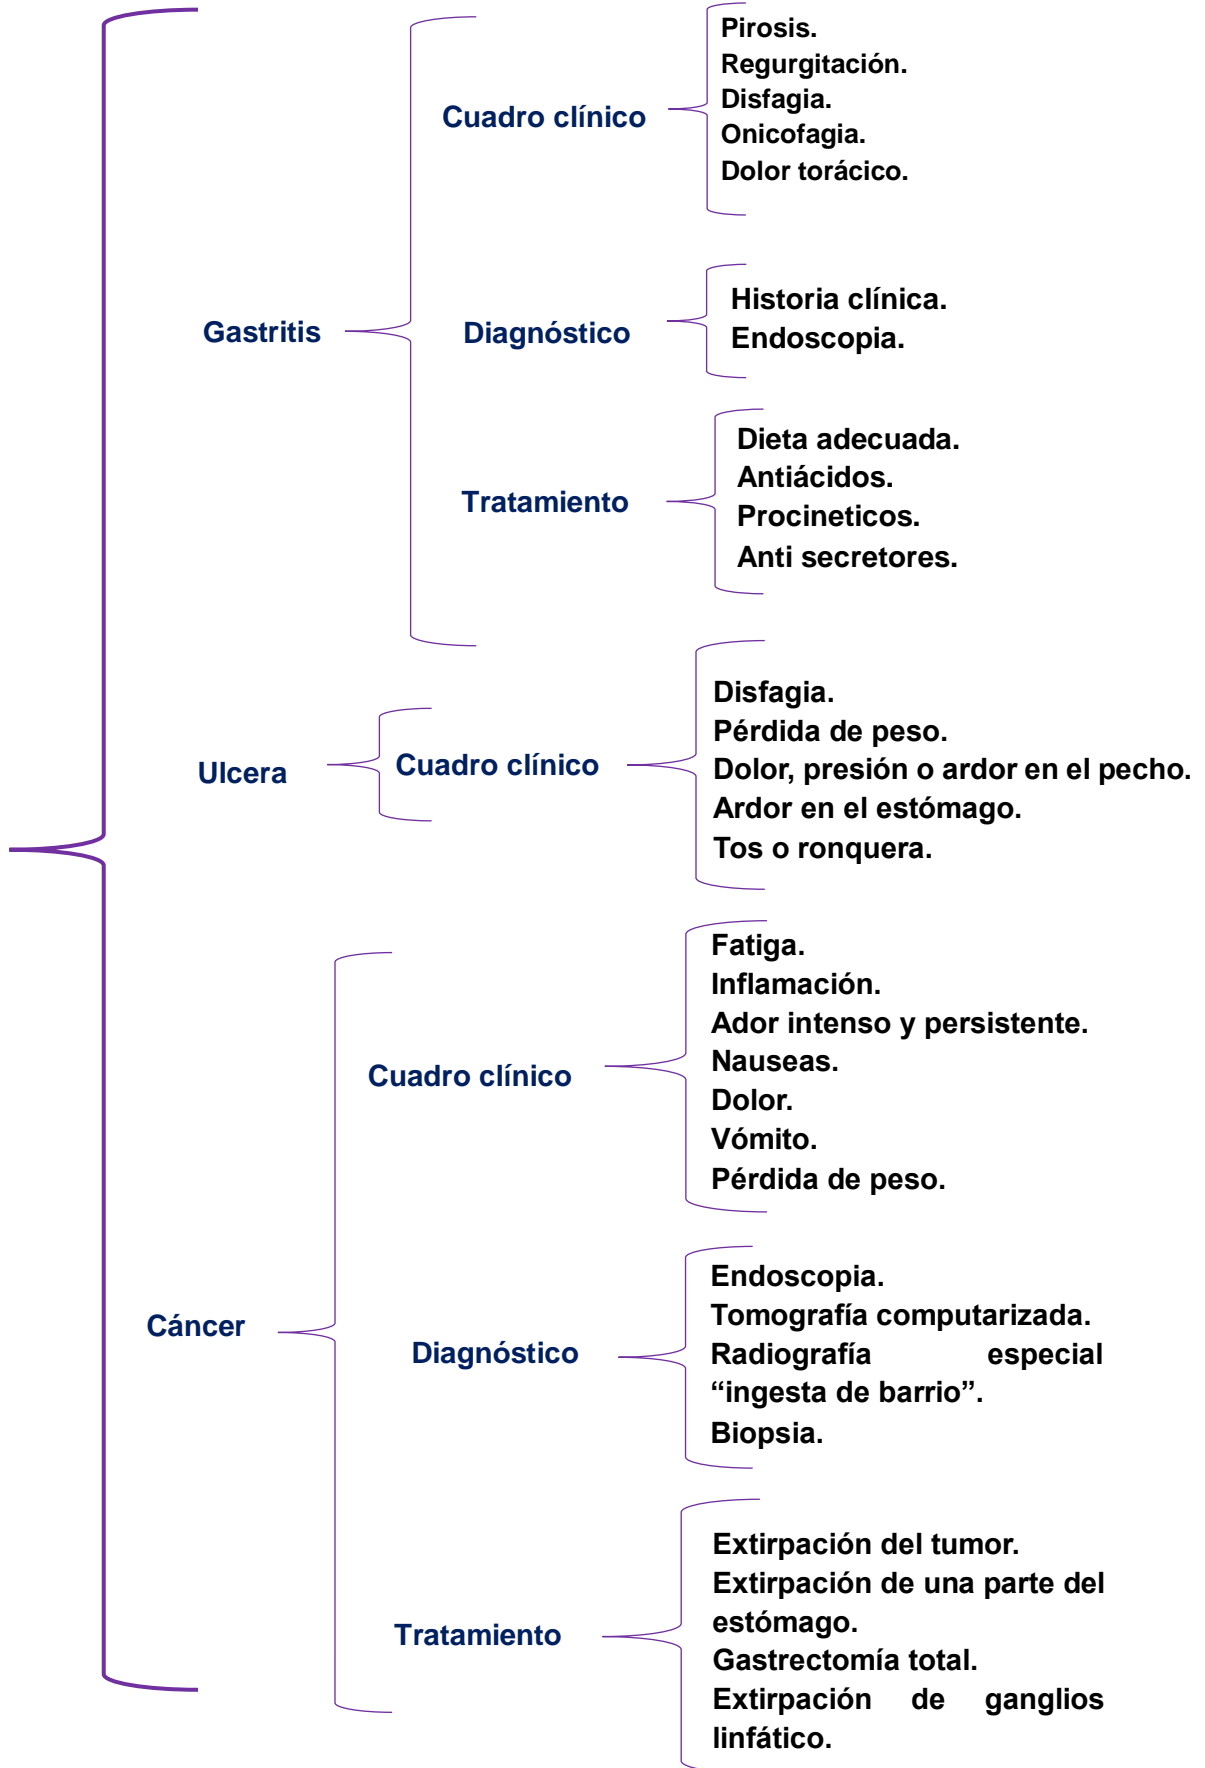 Gastritis
Cuadro clínico
Pirosis.
Regurgitación.
Disfagia.
Onicofagia.
Dolor torácico.
Diagnóstico
Historia clínica.
Endoscopia.
Tratamiento
Dieta adecuada.
Antiácidos.
Procineticos.
Anti secretores.
Ulcera
Cuadro clínico
Disfagia.
Pérdida de peso.
Dolor, presión o ardor en el pecho.
Ardor en el estómago.
Tos o ronquera.
Cáncer
Cuadro clínico
Fatiga.
Inflamación.
Ador intenso y persistente.
Nauseas.
Dolor.
Vómito.
Pérdida de peso.
Diagnóstico
Endoscopia.
Tomografía computarizada.
Radiografía especial
“ingesta de barrio”.
Biopsia.
Tratamiento
Extirpación del tumor.
Extirpación de una parte del
estómago.
Gastrectomía total.
Extirpación de ganglios
linfático.